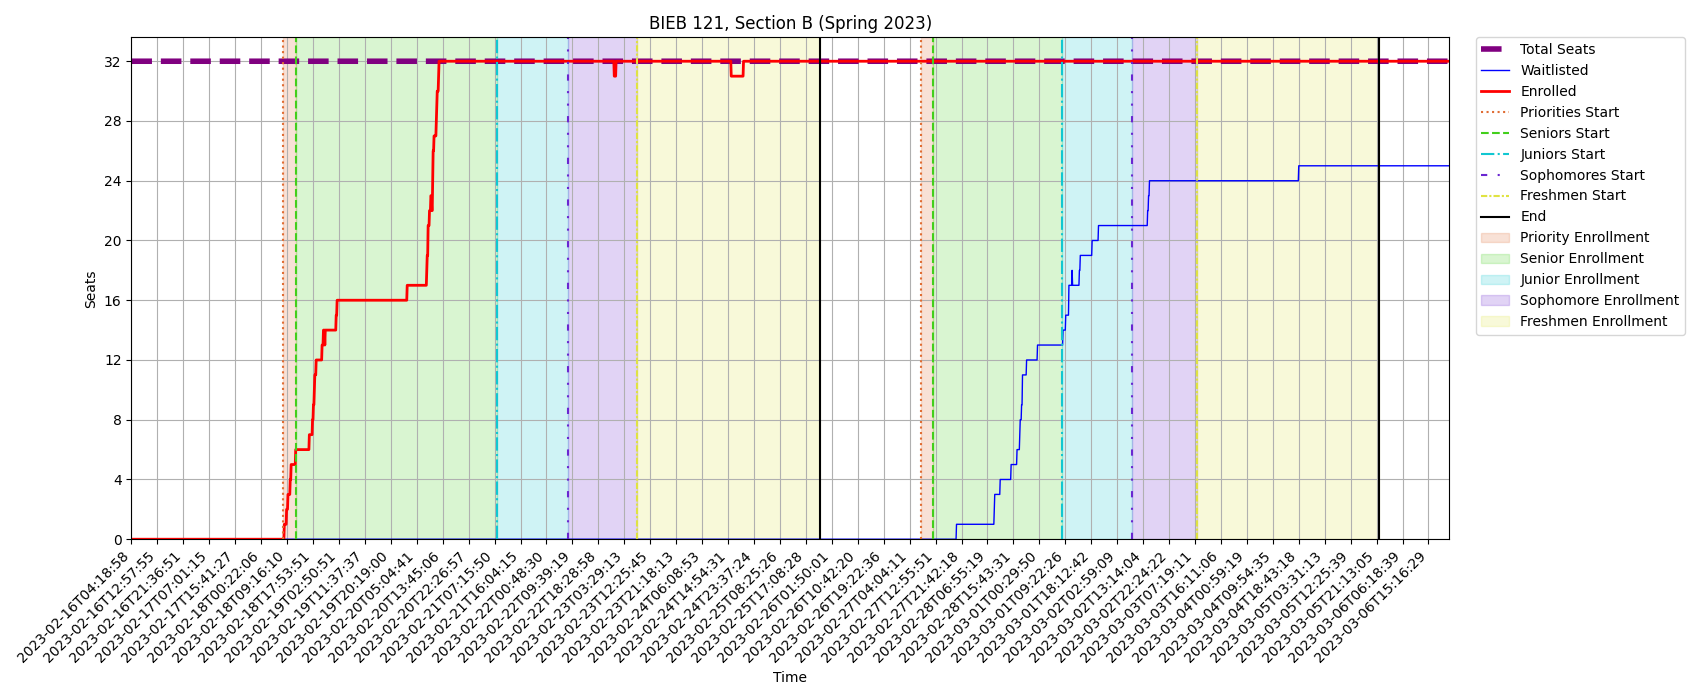 BIEB 121, Section B (Spring 2023)
Seats
32
28
24
20
16
12
8
4
0
2023-02-16T04:18:58
2023-02-16T12:57:55
2023-02-16T21:36:51
2023-02-17T07:01:15
2023-02-17T15:41:27
2023-02-18T00:22:06
2023-02-18T09:16:10
2023-02-18T17:53:51
2023-02-19T02:50:51
2023-02-19T11:37:37
2023-02-19T20:19:00
2023-02-20T05:04:41
2023-02-20T13:45:06
2023-02-20T22:26:57
2023-02-21T07:15:50
2023-02-21T16:04:15
2023-02-22T00:48:30
2023-02-22T09:39:19
2023-02-22T18:28:58
2023-02-23T03:29:13
2023-02-23T12:25:45
2023-02-23T21:18:13
2023-02-24T06:08:53
2023-02-24T14:54:31
2023-02-24T23:37:24
2023-02-25T08:25:26
2023-02-25T17:08:28
2023-02-26T01:50:01
2023-02-26T10:42:20
2023-02-26T19:22:36
2023-02-27T04:04:11
2023-02-27T12:55:51
2023-02-27T21:42:18
2023-02-28T06:55:19
2023-02-28T15:43:31
2023-03-01T00:29:50
2023-03-01T09:22:26
2023-03-01T18:12:42
2023-03-02T02:59:09
2023-03-02T13:14:04
2023-03-02T22:24:22
2023-03-03T07:19:11
2023-03-03T16:11:06
2023-03-04T00:59:19
2023-03-04T09:54:35
2023-03-04T18:43:18
2023-03-05T03:31:13
2023-03-05T12:25:39
2023-03-05T21:13:05
2023-03-06T06:18:39
2023-03-06T15:16:29
Time
Total Seats
Waitlisted
Enrolled
Priorities Start
Seniors Start
Juniors Start
Sophomores Start
Freshmen Start
End
Priority Enrollment
Senior Enrollment
Junior Enrollment
Sophomore Enrollment
Freshmen Enrollment